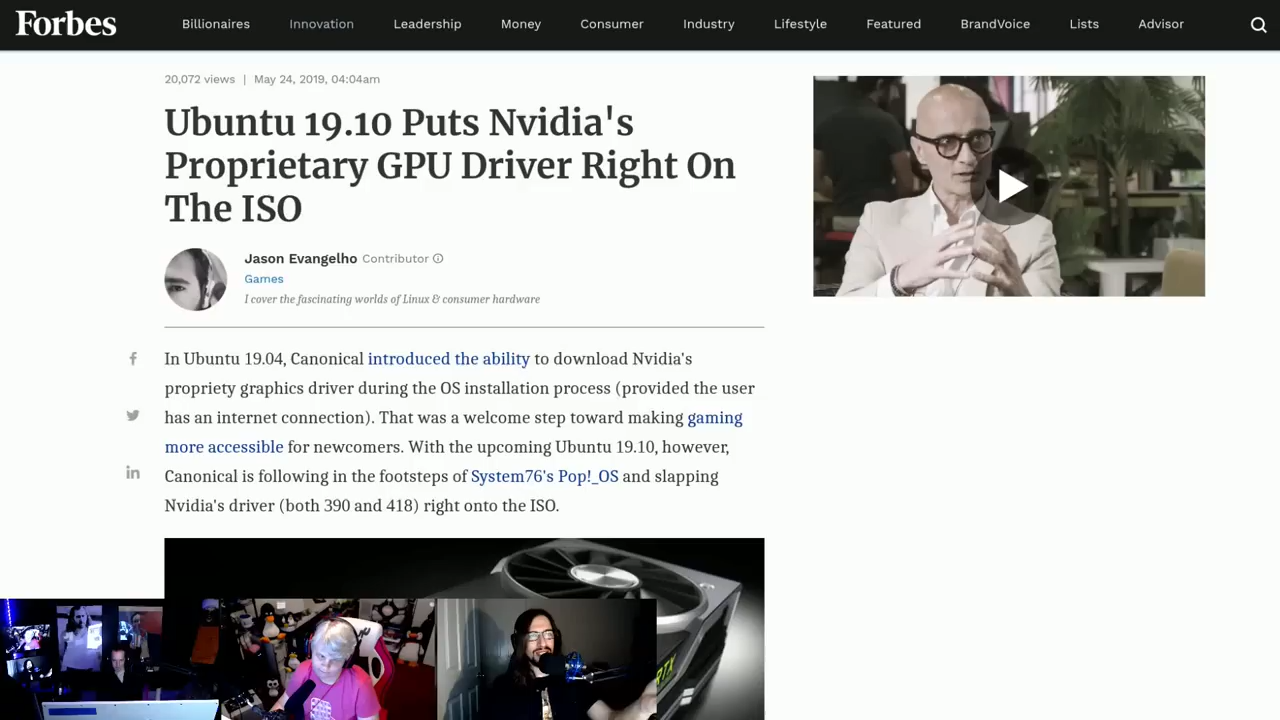 Forbes
Billionaires Innovation Leadership Money Consumer Industry Lifestyle Featured BrandVoice Lists Advisor
20,072 views | May 24, 2019, 04:04am
Ubuntu 19.10 Puts Nvidia's
Proprietary GPU Driver Right On
The ISO
Jason Evangelho Contributor
Games
I cover the fascinating worlds of Linux & consumer hardware
In Ubuntu 19.04, Canonical introduced the ability to download Nvidia's
propriety graphics driver during the OS installation process (provided the user
has an internet connection). That was a welcome step toward making gaming
more accessible for newcomers. With the upcoming Ubuntu 19.10, however,
Canonical is following in the footsteps of System76's Pop!_OS and slapping
Nvidia's driver (both 390 and 418) right onto the ISO.
RTX